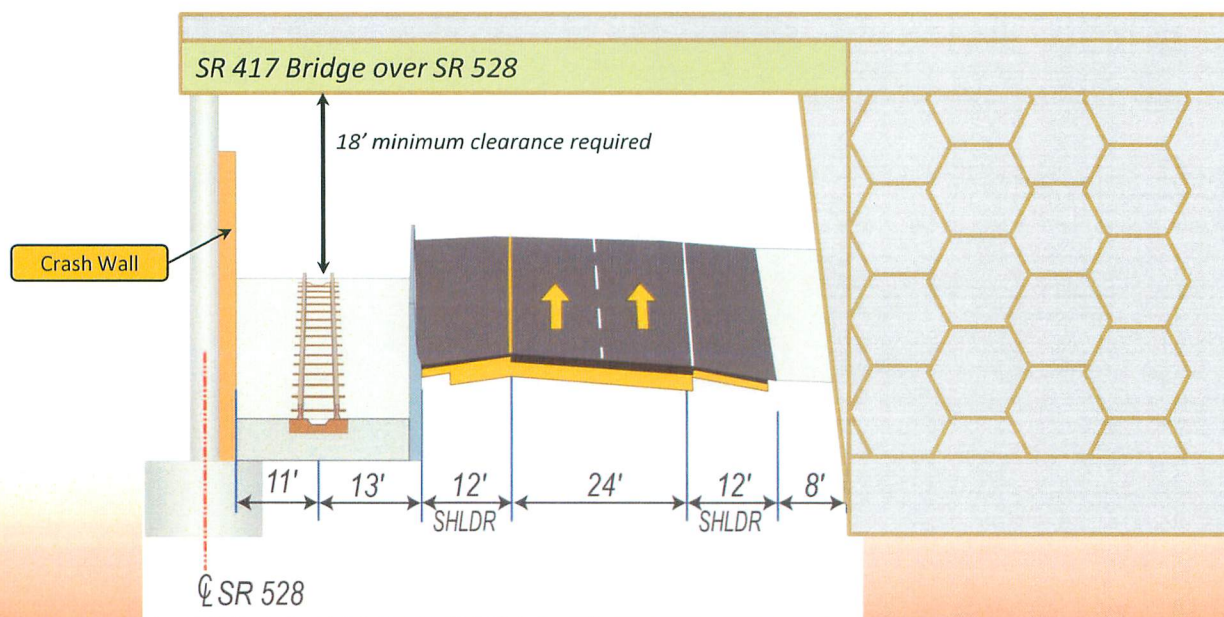 SR 417 Bridge over SR 528
18' minimum clearance required
Crash Wall
11' 13' 12' 24' 12' 8'
SHLDR SHLDR
℄ SR 528